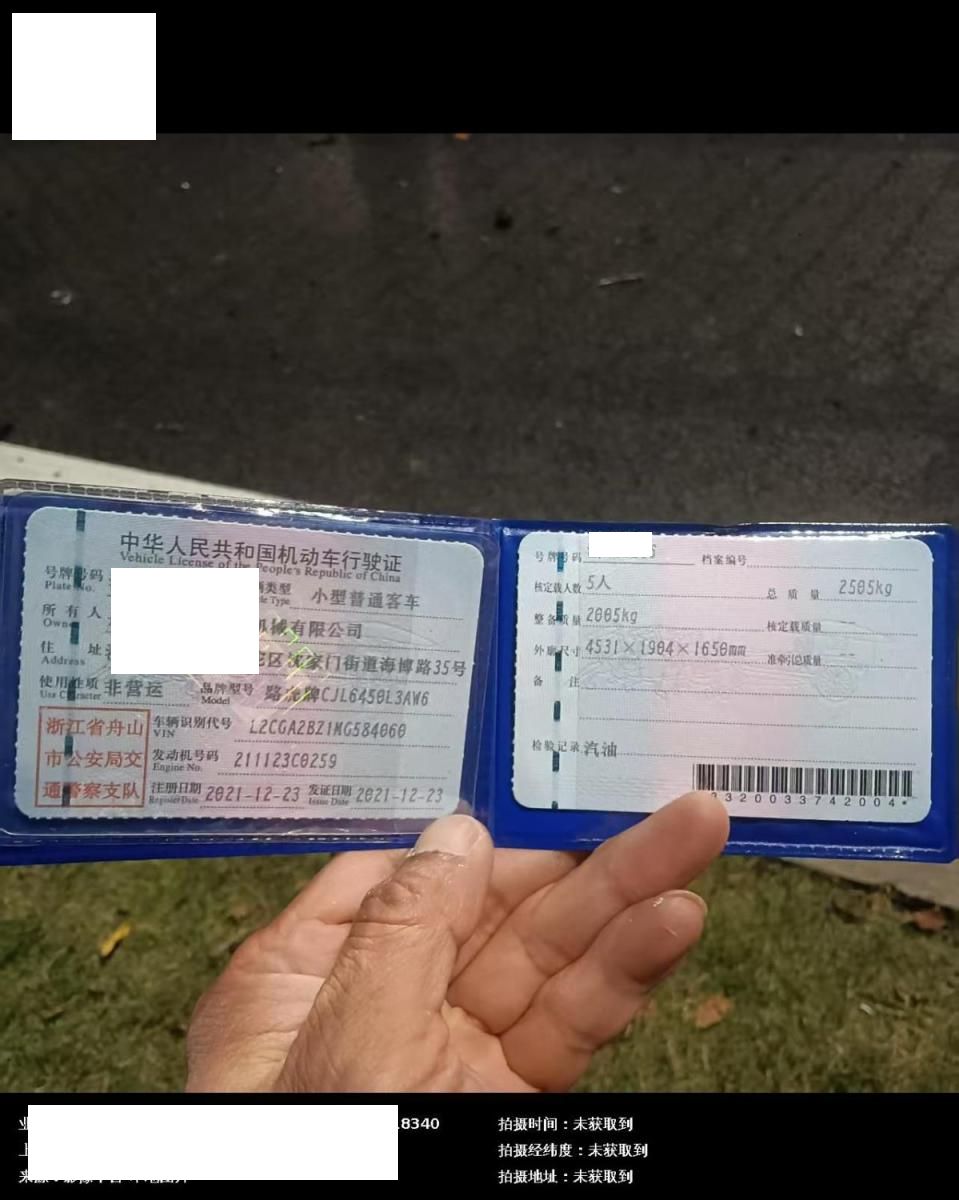 中华人民共和国机动车行驶证
Vehicle License of the People's Republic of China
号牌号码
Plate No.
类型
小型普通客车
所有人
机械有限公司
住 址
Address
家门街道海博路35号
使用性质 非营运
Use Character
品牌型号 路虎牌CJL6450L3AW6
Model
浙江省舟山
市公安局交
通警察支队
车辆识别代号 L2CGA2BZ1MG584060
VIN
发动机号码 211123C0259
Engine No.
注册日期 2021-12-23 发证日期 2021-12-23
Register Date Issue Date
号牌号码 档案编号
核定载人数 5人 总质量 2505kg
整备质量 2065kg 核定载质量
外廓尺寸 4531×1904×1650 准牵引总质量
备 注
检验记录 汽油
3320033742004*
8340
拍摄时间：未获取到
拍摄经纬度：未获取到
拍摄地址：未获取到